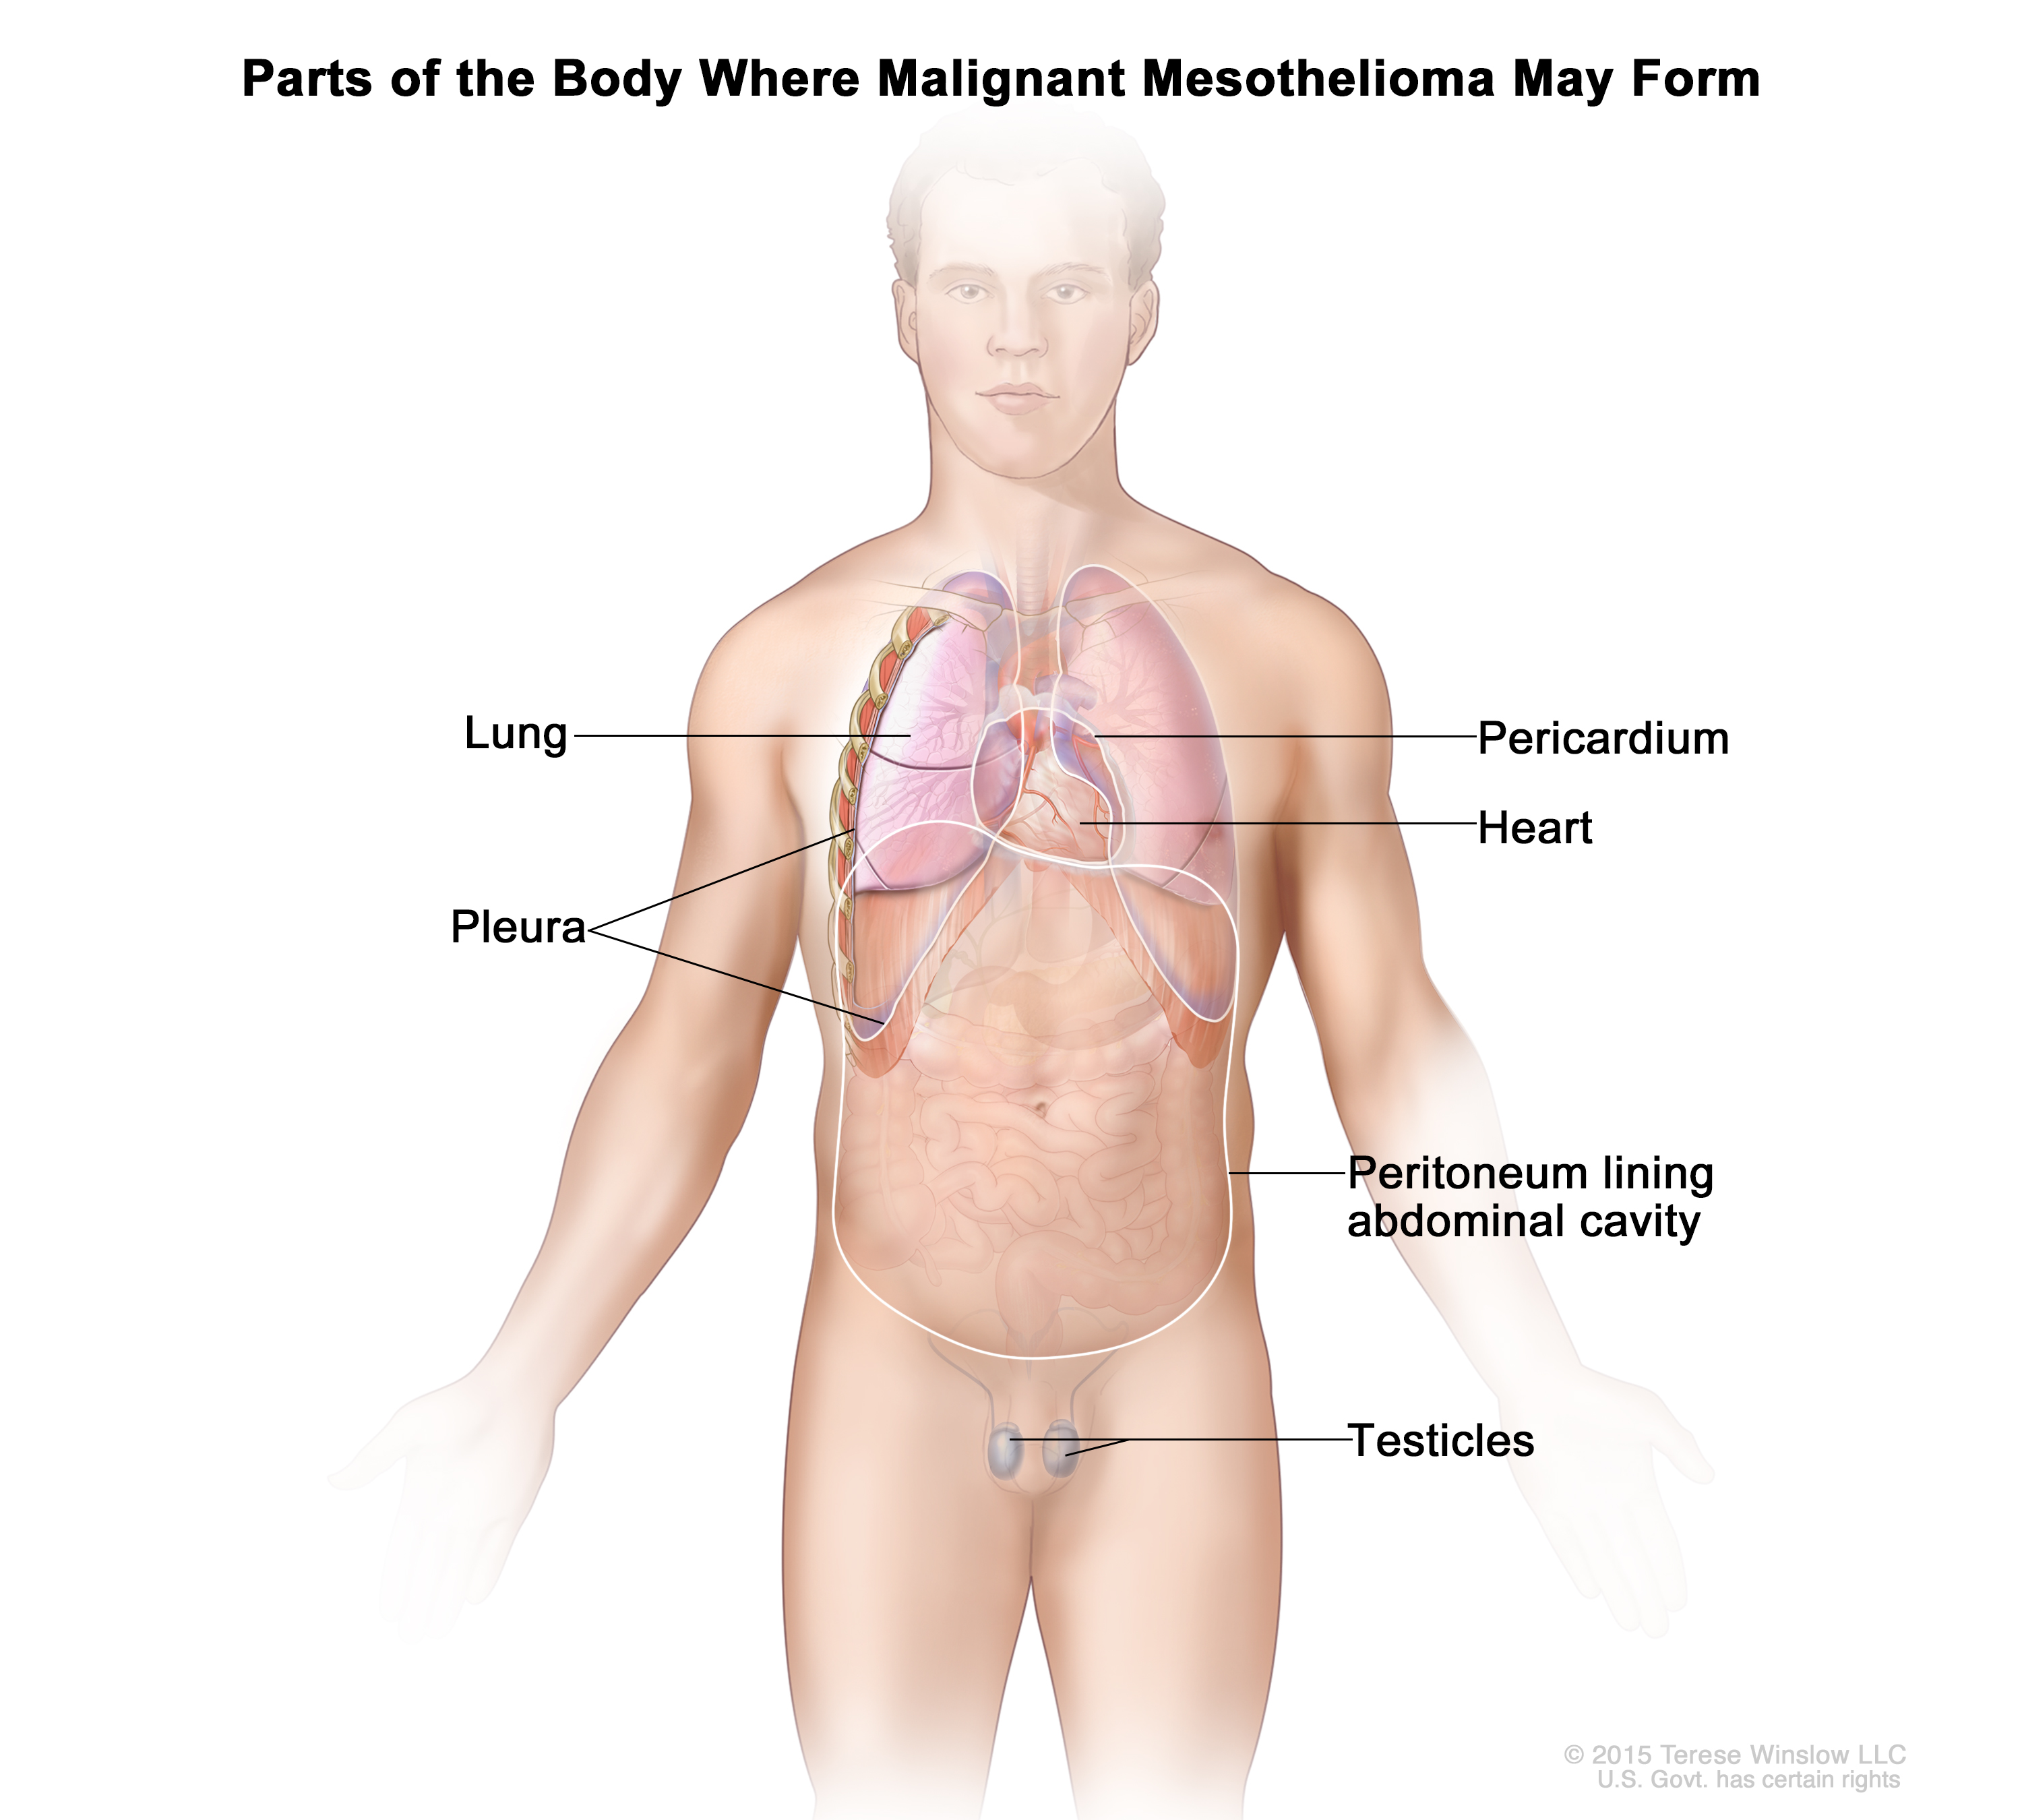 Parts of the Body Where Malignant Mesothelioma May Form
Lung
Pericardium
Heart
Pleura
Peritoneum lining
abdominal cavity
Testicles
© 2015 Terese Winslow LLC
U.S. Govt. has certain rights